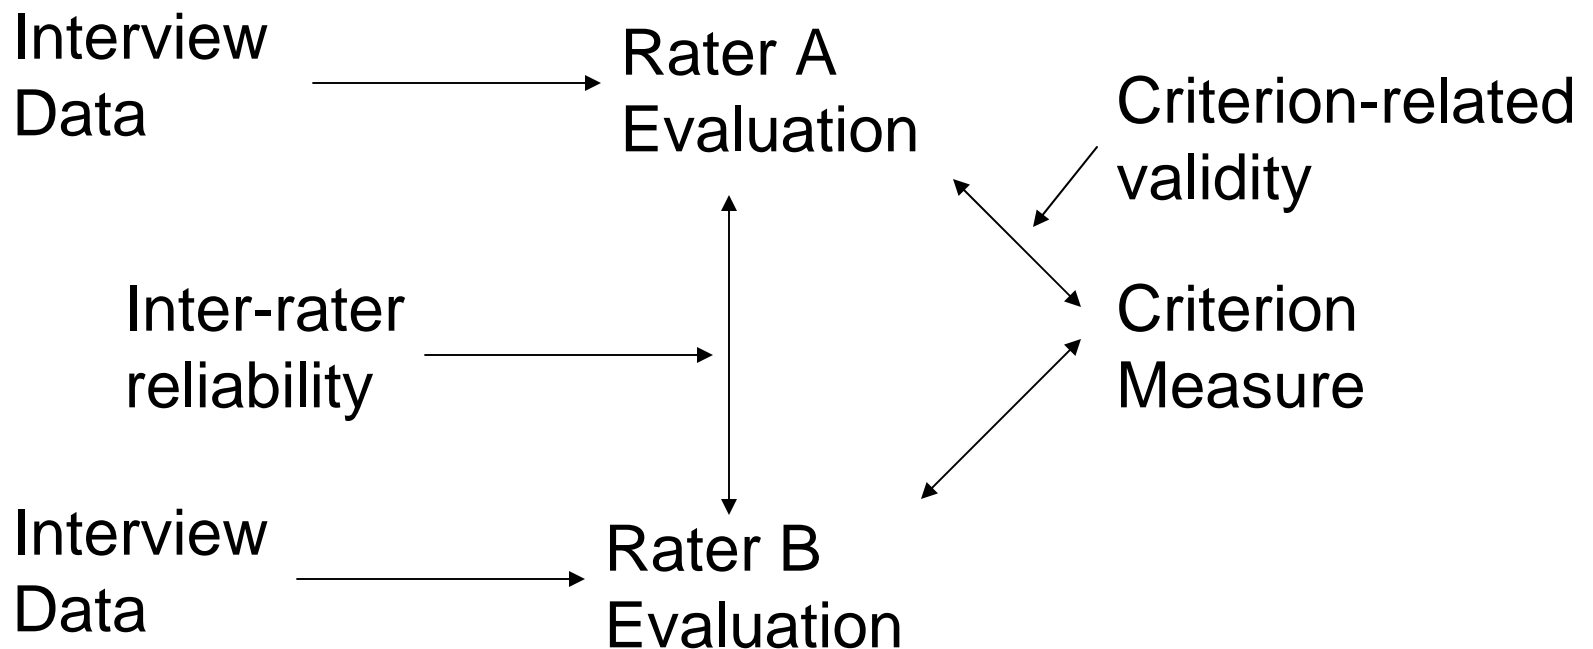 Interview
Data
Rater A
Evaluation
Criterion-related
validity
Inter-rater
reliability
Criterion
Measure
Interview
Data
Rater B
Evaluation